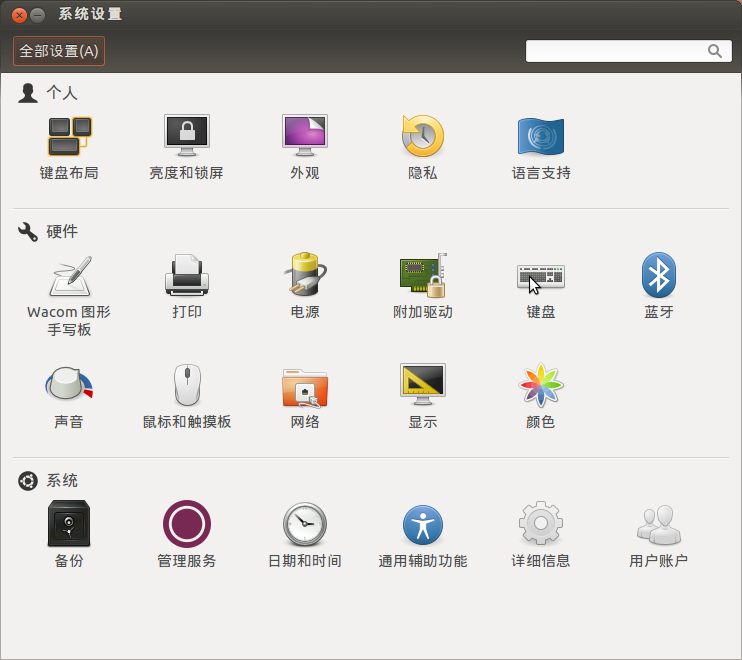 系统设置
全部设置(A)
个人
键盘布局
亮度和锁屏
外观
隐私
语言支持
硬件
Wacom 图形
手写板
打印
电源
附加驱动
键盘
蓝牙
声音
鼠标和触摸板
网络
显示
颜色
系统
备份
管理服务
日期和时间
通用辅助功能
详细信息
用户账户